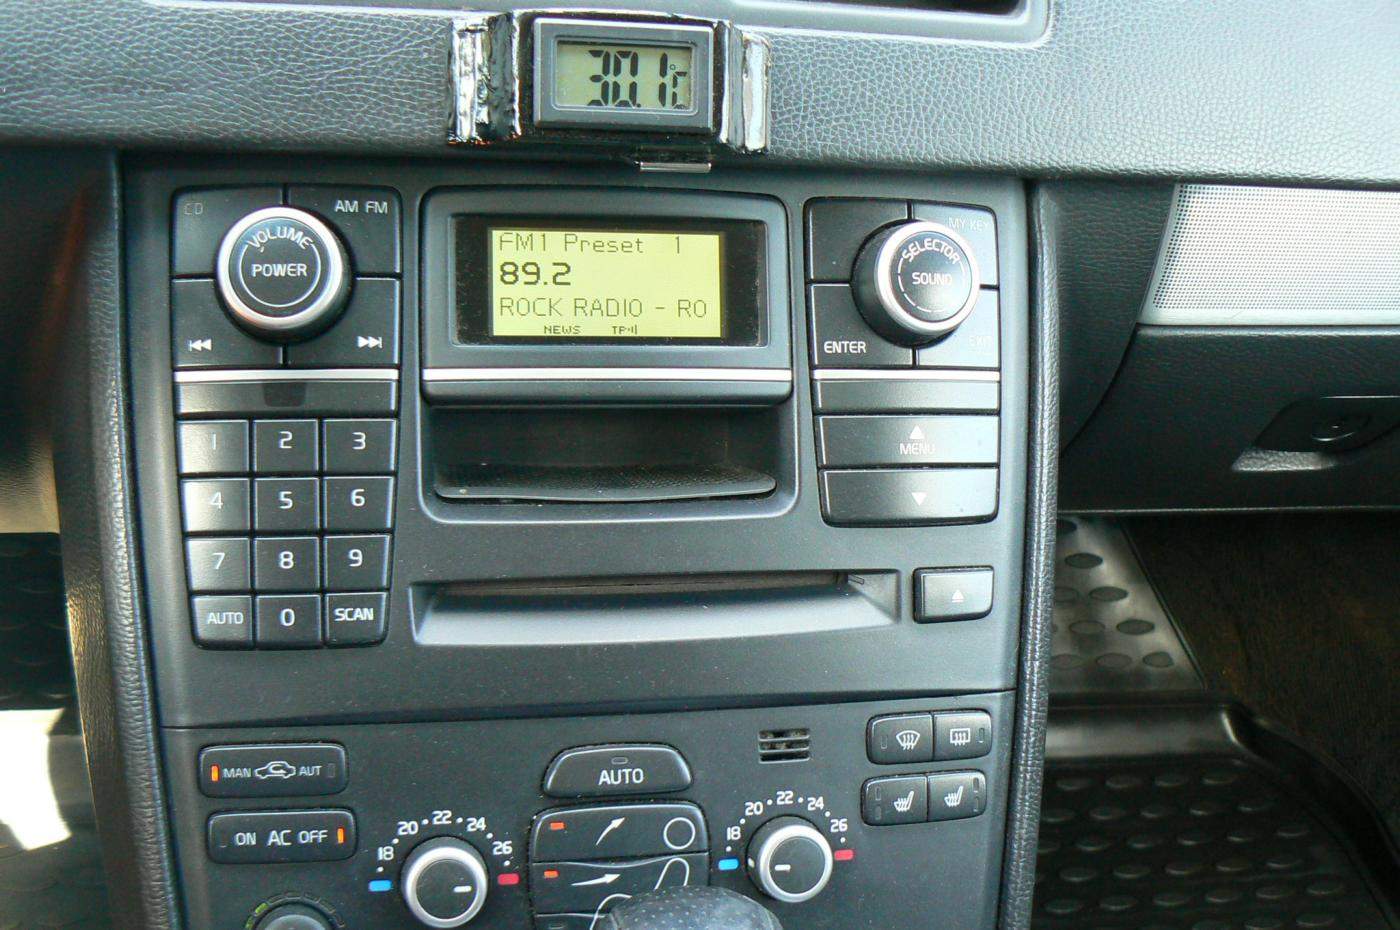 30.1°C
CD
AM FM
VOLUME
POWER
FM1 Preset 1
89.2
ROCK RADIO - RO
NEWS TP
MY KEY
SELECTOR
SOUND
ENTER
EXIT
MENU
1 2 3
4 5 6
7 8 9
AUTO 0 SCAN
MAN AUT
AUTO
ON AC OFF
18 20 22 24 26
18 20 22 24 26